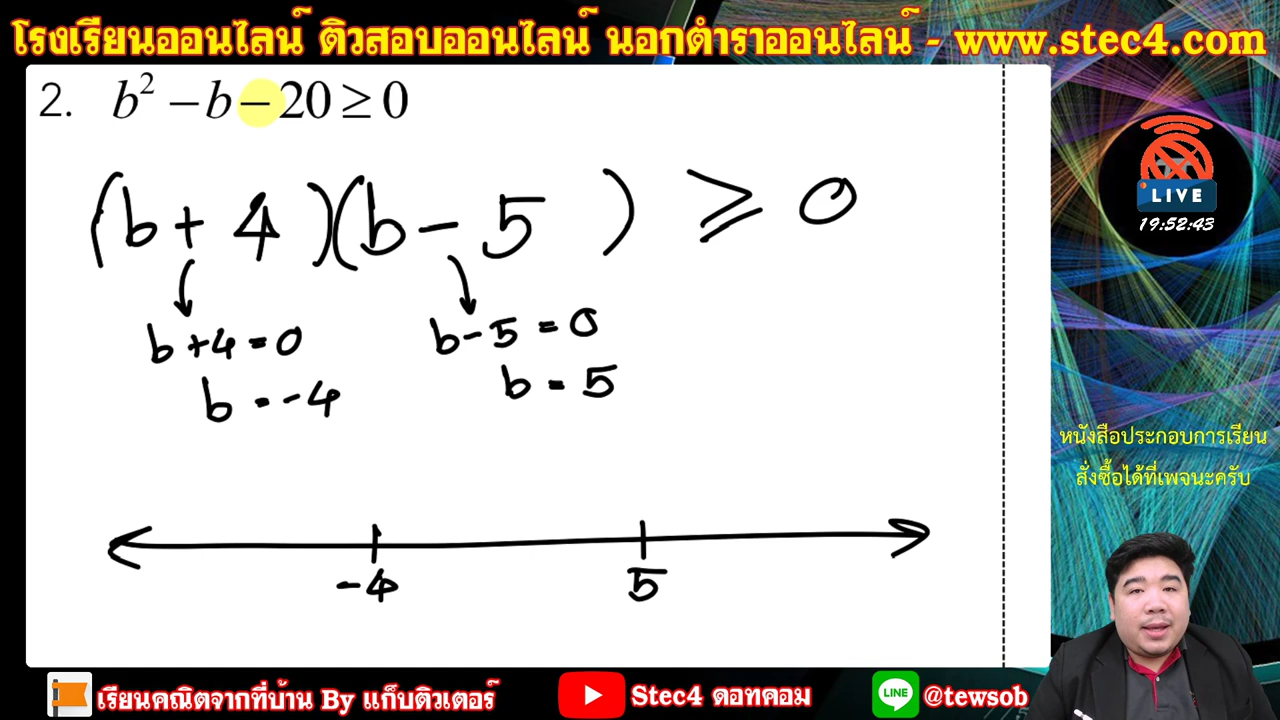 โรงเรียนออนไลน์ ติวสอบออนไลน์ นอกตำราออนไลน์ - www.stec4.com
2. b² − b − 20 ≥ 0
(b + 4)(b − 5) ≥ 0
b + 4 = 0
b − 5 = 0
b = −4
b = 5
−4
5
LIVE
19:52:43
หนังสือประกอบการเรียน
สั่งซื้อได้ที่เพจนะครับ
เรียนคณิตจากที่บ้าน By แก็บติวเตอร์
Stec4 ดอทคอม
LINE
@tewsob